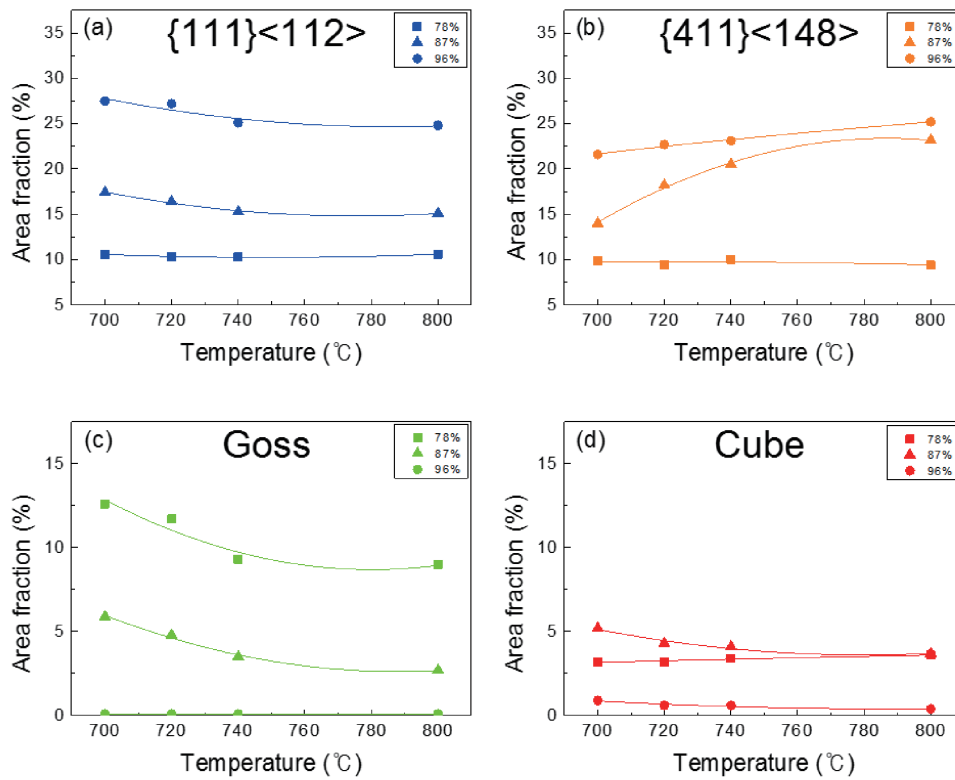 (a)
{111}<112>
78%
87%
96%
35
30
25
20
15
10
5
Area fraction (%)
700 720 740 760 780 800
Temperature (℃)
(b)
{411}<148>
78%
87%
96%
35
30
25
20
15
10
5
Area fraction (%)
700 720 740 760 780 800
Temperature (℃)
(c)
Goss
78%
87%
96%
15
10
5
0
Area fraction (%)
700 720 740 760 780 800
Temperature (℃)
(d)
Cube
78%
87%
96%
15
10
5
0
Area fraction (%)
700 720 740 760 780 800
Temperature (℃)